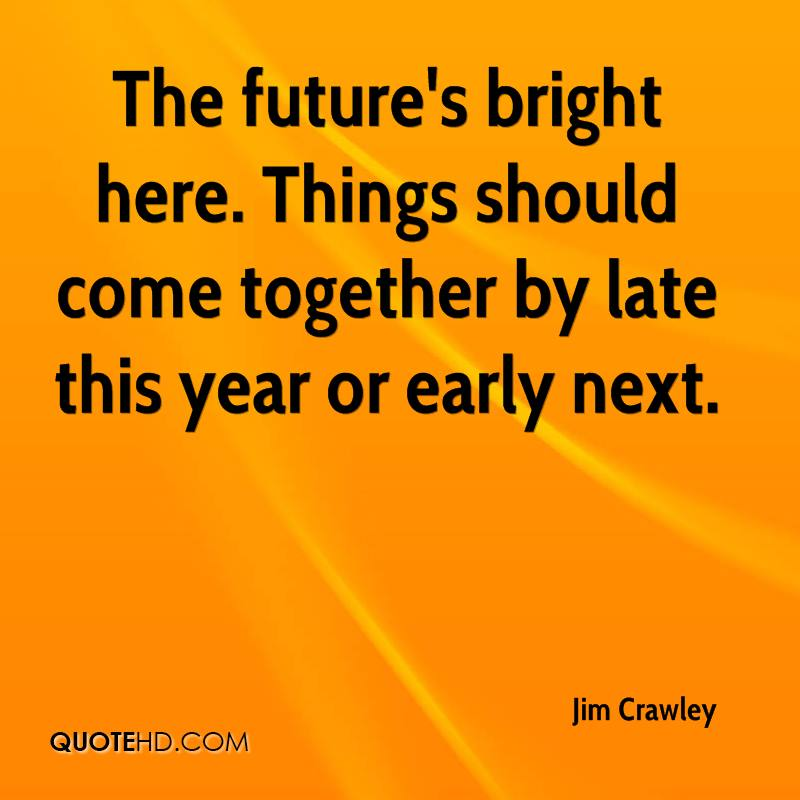 The future's bright
here. Things should
come together by late
this year or early next.
Jim Crawley
QUOTEHD.COM